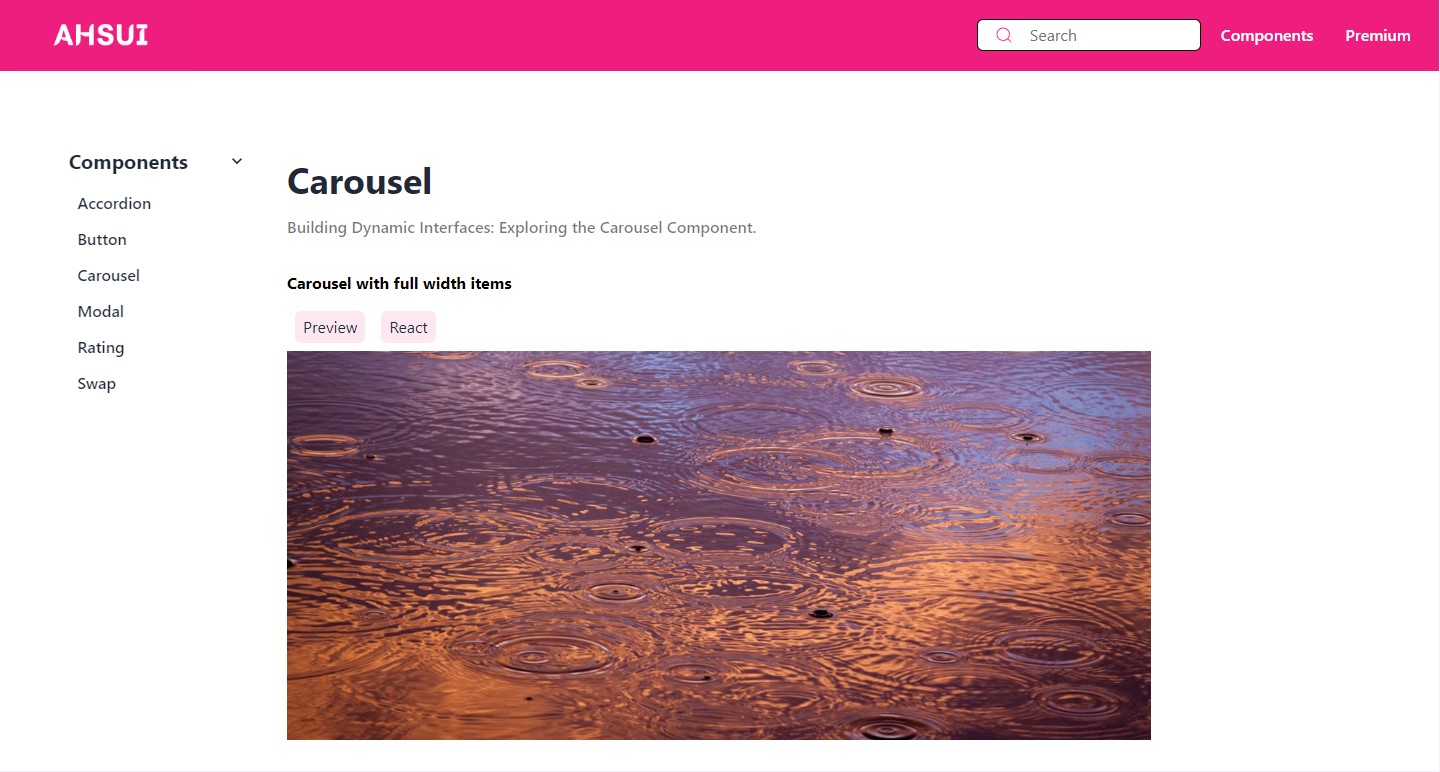 AHSUI
Search
Components
Premium
Components
Accordion
Button
Carousel
Modal
Rating
Swap
Carousel
Building Dynamic Interfaces: Exploring the Carousel Component.
Carousel with full width items
Preview
React